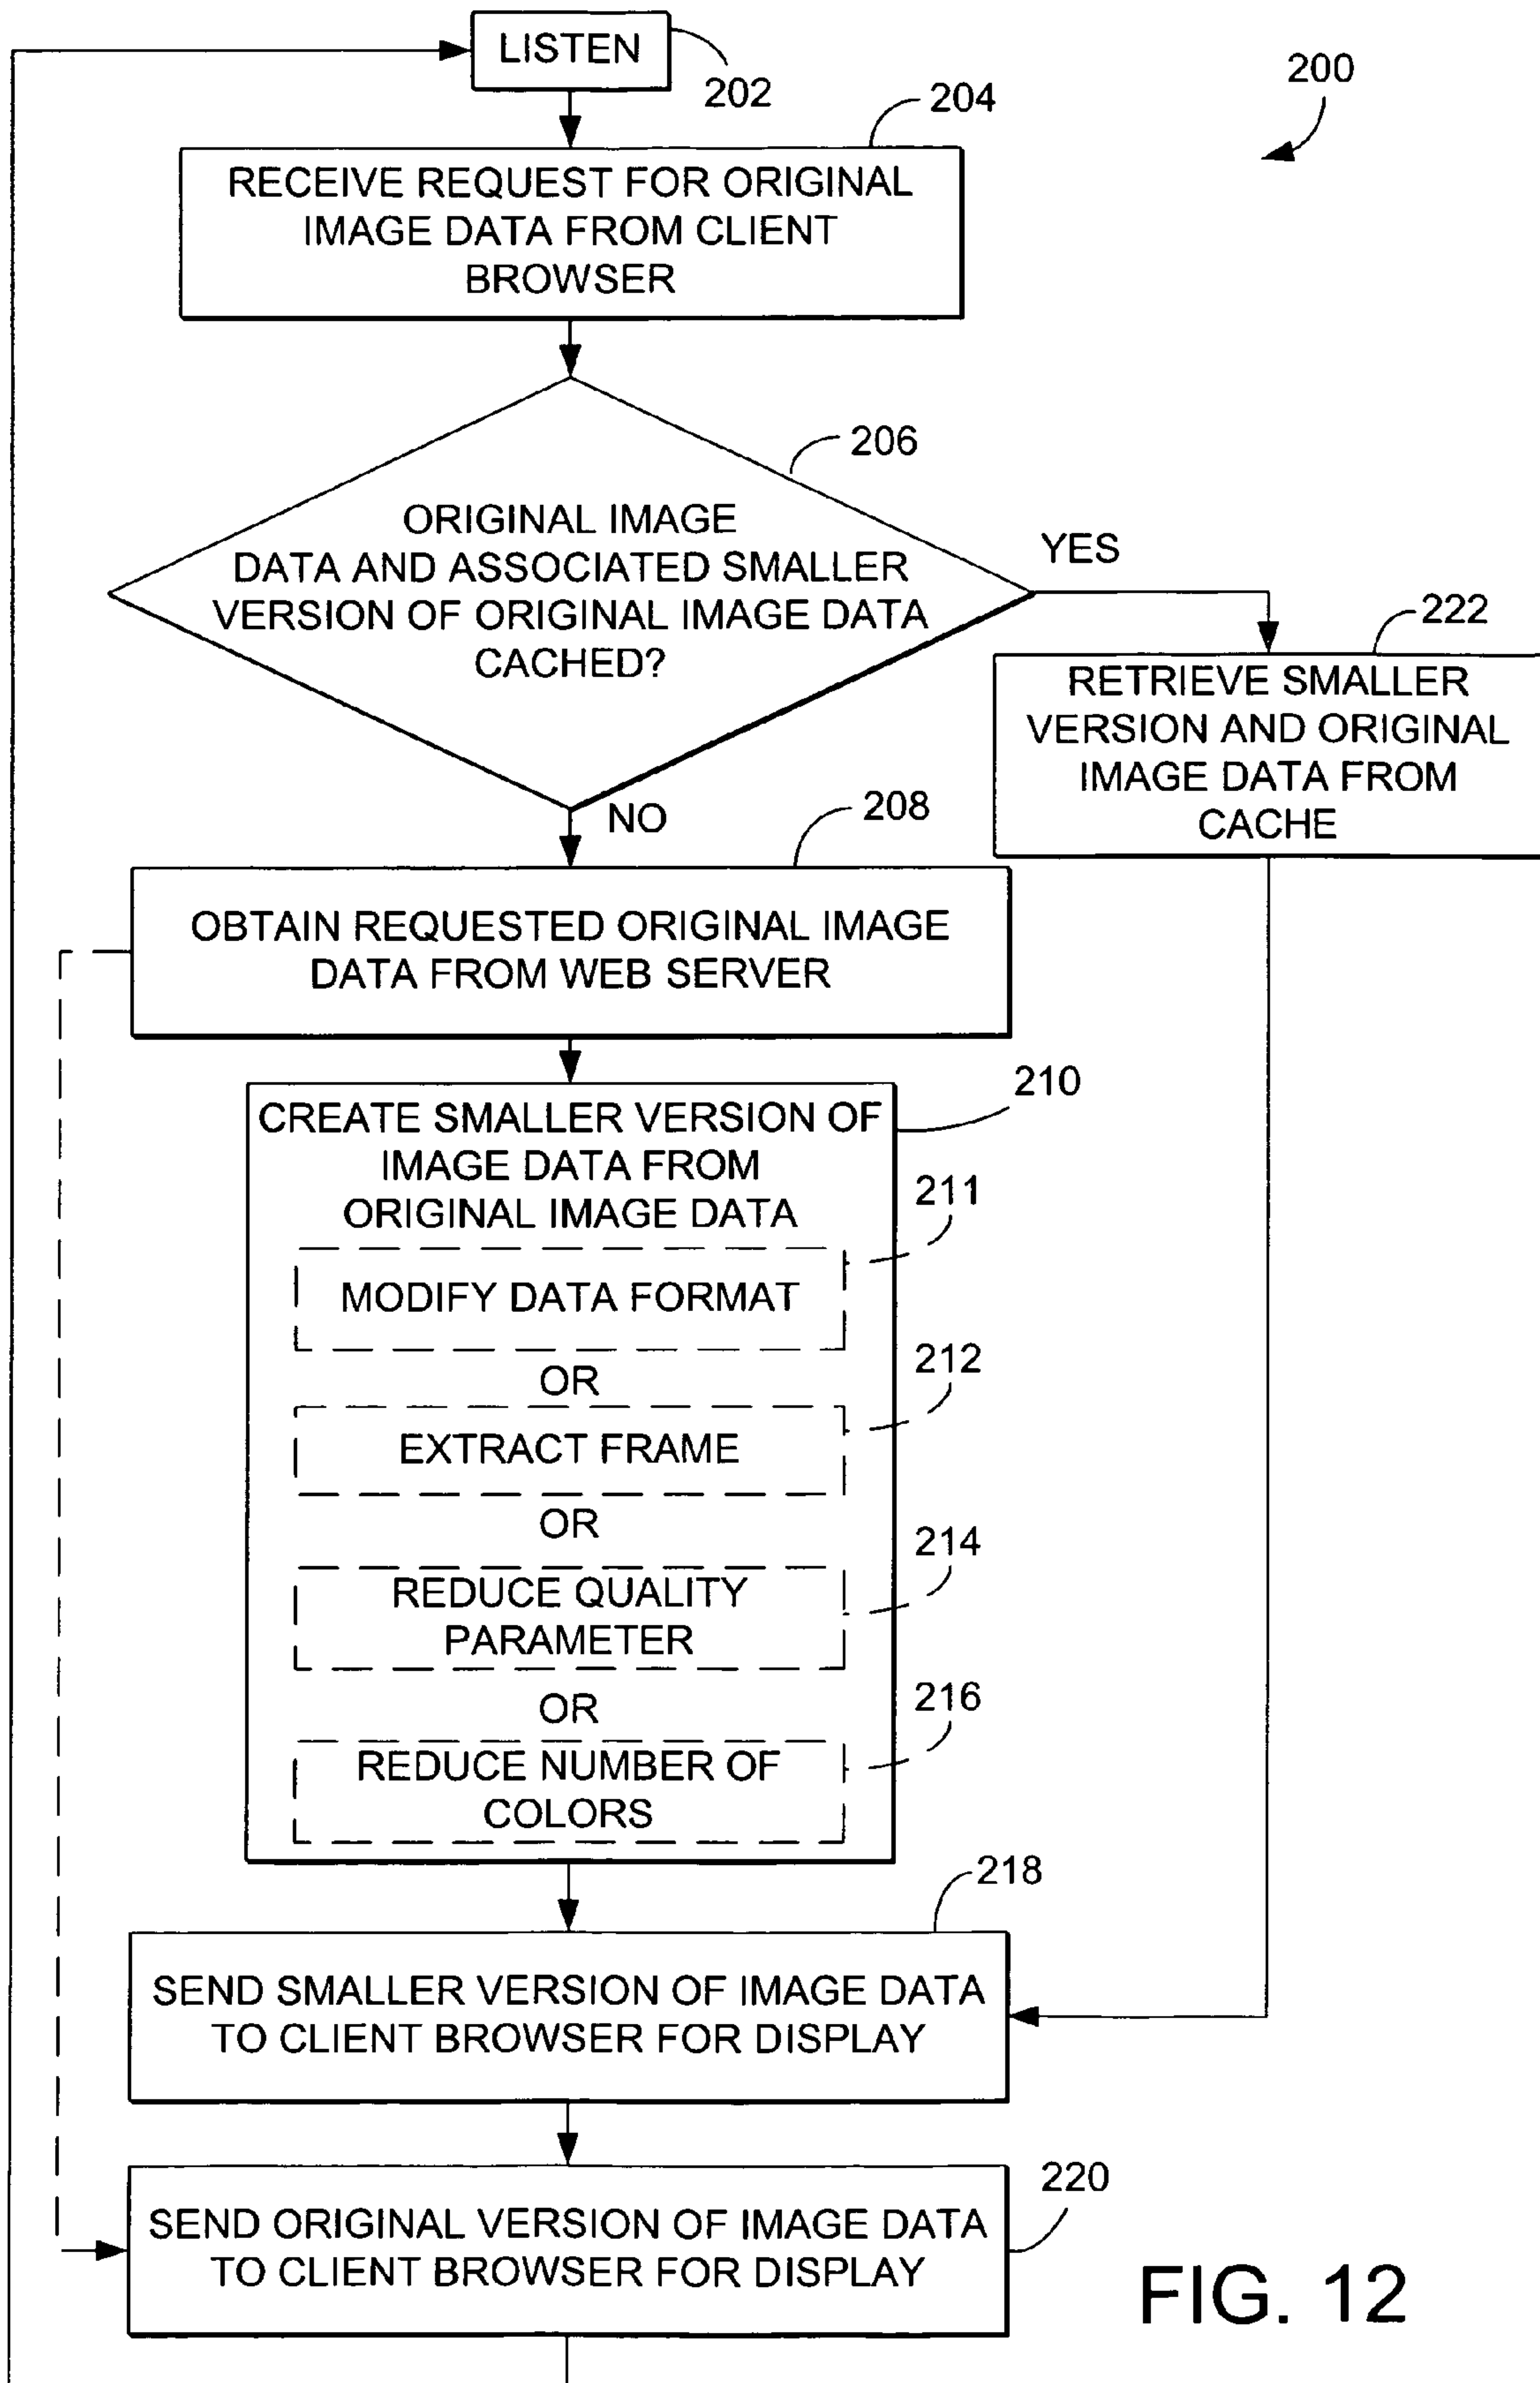 LISTEN
202
200
204
RECEIVE REQUEST FOR ORIGINAL
IMAGE DATA FROM CLIENT
BROWSER
206
ORIGINAL IMAGE
DATA AND ASSOCIATED SMALLER
VERSION OF ORIGINAL IMAGE DATA
CACHED?
YES
222
RETRIEVE SMALLER
VERSION AND ORIGINAL
IMAGE DATA FROM
CACHE
NO
208
OBTAIN REQUESTED ORIGINAL IMAGE
DATA FROM WEB SERVER
210
CREATE SMALLER VERSION OF
IMAGE DATA FROM
ORIGINAL IMAGE DATA
211
MODIFY DATA FORMAT
OR
212
EXTRACT FRAME
OR
214
REDUCE QUALITY
PARAMETER
OR
216
REDUCE NUMBER OF
COLORS
218
SEND SMALLER VERSION OF IMAGE DATA
TO CLIENT BROWSER FOR DISPLAY
220
SEND ORIGINAL VERSION OF IMAGE DATA
TO CLIENT BROWSER FOR DISPLAY
FIG. 12